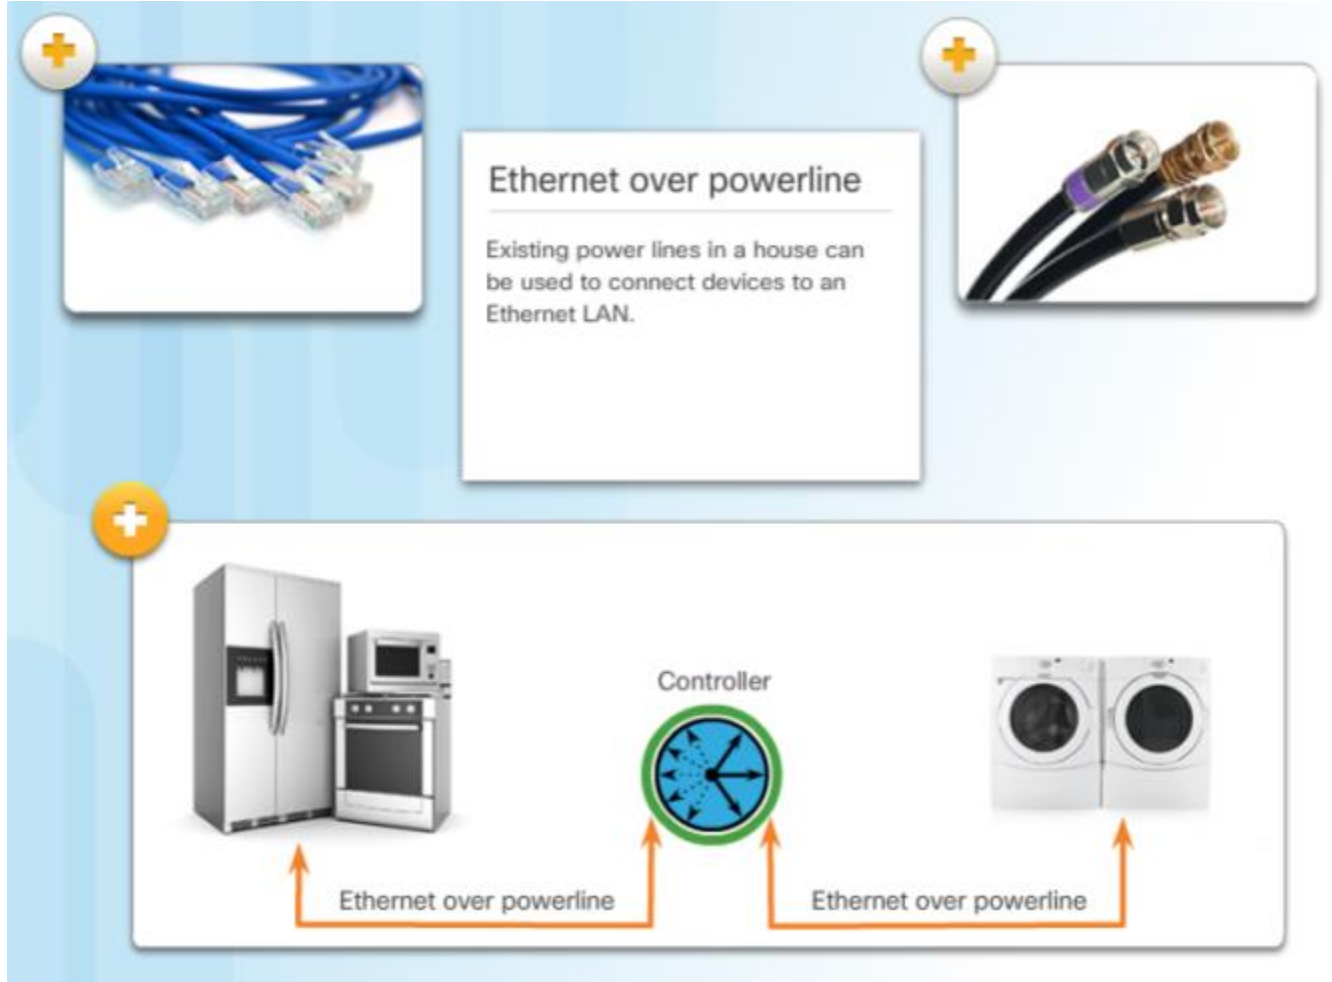 Ethernet over powerline
Existing power lines in a house can
be used to connect devices to an
Ethernet LAN.
Controller
Ethernet over powerline
Ethernet over powerline